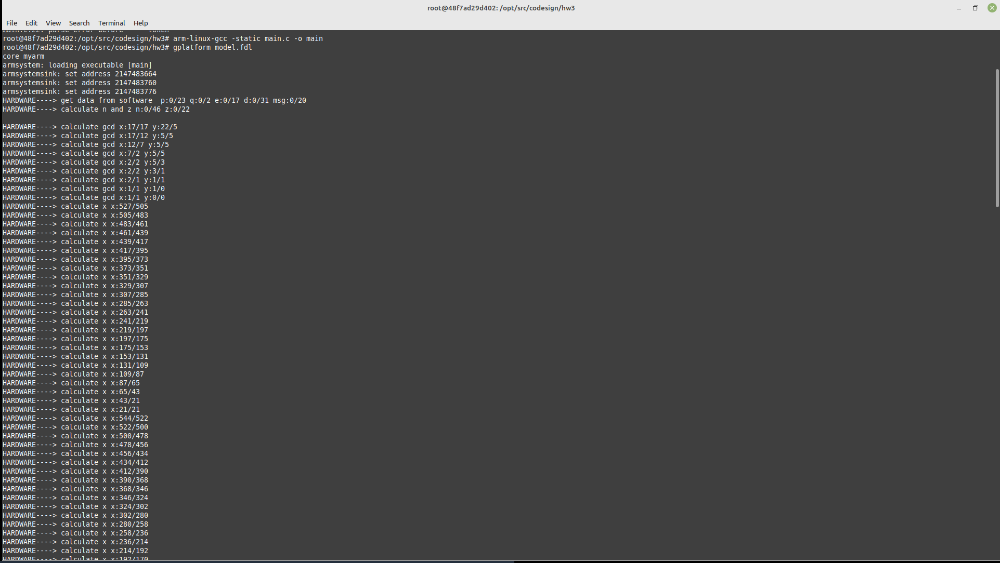 root@48f7ad29d402: /opt/src/codesign/hw3
File Edit View Search Terminal Help
main.c:22: parse error before token
root@48f7ad29d402:/opt/src/codesign/hw3# arm-linux-gcc -static main.c -o main
root@48f7ad29d402:/opt/src/codesign/hw3# gplatform model.fdl
core myarm
armsystem: loading executable [main]
armsystemsink: set address 2147483664
armsystemsink: set address 2147483760
armsystemsink: set address 2147483776
HARDWARE----> get data from software  p:0/23 q:0/2 e:0/17 d:0/31 msg:0/20
HARDWARE----> calculate n and z n:0/46 z:0/22
HARDWARE----> calculate gcd x:17/17 y:22/5
HARDWARE----> calculate gcd x:17/12 y:5/5
HARDWARE----> calculate gcd x:12/7 y:5/5
HARDWARE----> calculate gcd x:7/2 y:5/5
HARDWARE----> calculate gcd x:2/2 y:5/3
HARDWARE----> calculate gcd x:2/2 y:3/1
HARDWARE----> calculate gcd x:2/1 y:1/1
HARDWARE----> calculate gcd x:1/1 y:1/0
HARDWARE----> calculate gcd x:1/1 y:0/0
HARDWARE----> calculate x x:527/505
HARDWARE----> calculate x x:505/483
HARDWARE----> calculate x x:483/461
HARDWARE----> calculate x x:461/439
HARDWARE----> calculate x x:439/417
HARDWARE----> calculate x x:417/395
HARDWARE----> calculate x x:395/373
HARDWARE----> calculate x x:373/351
HARDWARE----> calculate x x:351/329
HARDWARE----> calculate x x:329/307
HARDWARE----> calculate x x:307/285
HARDWARE----> calculate x x:285/263
HARDWARE----> calculate x x:263/241
HARDWARE----> calculate x x:241/219
HARDWARE----> calculate x x:219/197
HARDWARE----> calculate x x:197/175
HARDWARE----> calculate x x:175/153
HARDWARE----> calculate x x:153/131
HARDWARE----> calculate x x:131/109
HARDWARE----> calculate x x:109/87
HARDWARE----> calculate x x:87/65
HARDWARE----> calculate x x:65/43
HARDWARE----> calculate x x:43/21
HARDWARE----> calculate x x:21/21
HARDWARE----> calculate x x:544/522
HARDWARE----> calculate x x:522/500
HARDWARE----> calculate x x:500/478
HARDWARE----> calculate x x:478/456
HARDWARE----> calculate x x:456/434
HARDWARE----> calculate x x:434/412
HARDWARE----> calculate x x:412/390
HARDWARE----> calculate x x:390/368
HARDWARE----> calculate x x:368/346
HARDWARE----> calculate x x:346/324
HARDWARE----> calculate x x:324/302
HARDWARE----> calculate x x:302/280
HARDWARE----> calculate x x:280/258
HARDWARE----> calculate x x:258/236
HARDWARE----> calculate x x:236/214
HARDWARE----> calculate x x:214/192
HARDWARE----> calculate x x:192/170